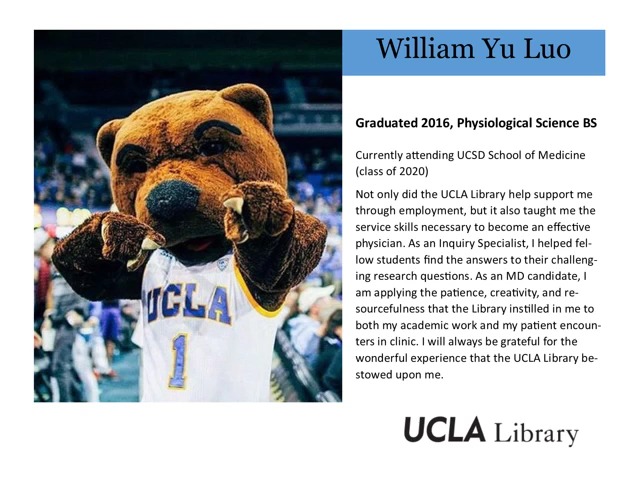 William Yu Luo
Graduated 2016, Physiological Science BS
Currently attending UCSD School of Medicine
(class of 2020)
Not only did the UCLA Library help support me
through employment, but it also taught me the
service skills necessary to become an effective
physician. As an Inquiry Specialist, I helped fel-
low students find the answers to their challeng-
ing research questions. As an MD candidate, I
am applying the patience, creativity, and re-
sourcefulness that the Library instilled in me to
both my academic work and my patient encoun-
ters in clinic. I will always be grateful for the
wonderful experience that the UCLA Library be-
stowed upon me.
UCLA
1
UCLA Library